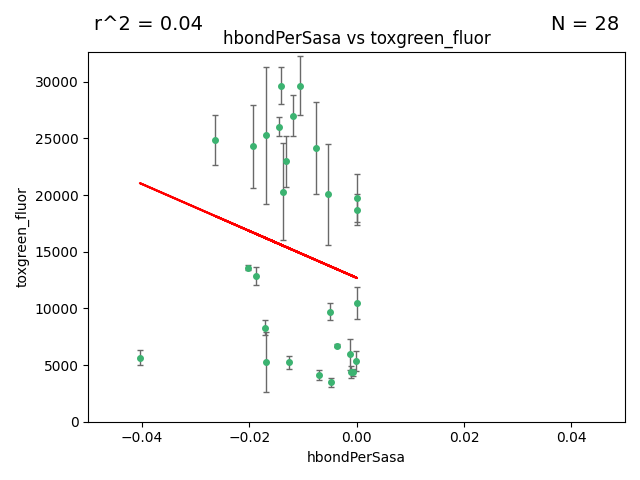 r^2 = 0.04
N = 28
hbondPerSasa vs toxgreen_fluor
toxgreen_fluor
30000
25000
20000
15000
10000
5000
0
−0.04
−0.02
0.00
0.02
0.04
hbondPerSasa